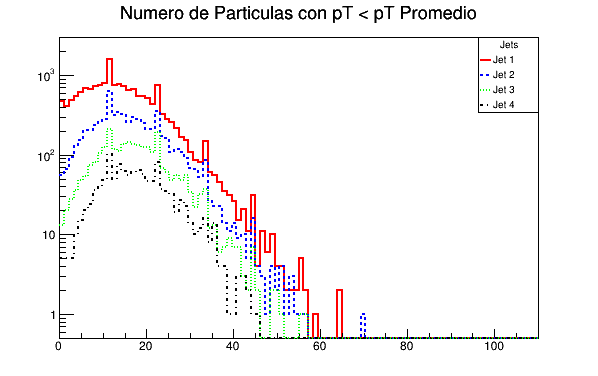 Numero de Particulas con pT < pT Promedio
Jets
Jet 1
Jet 2
Jet 3
Jet 4
10³
10²
10
1
0 20 40 60 80 100